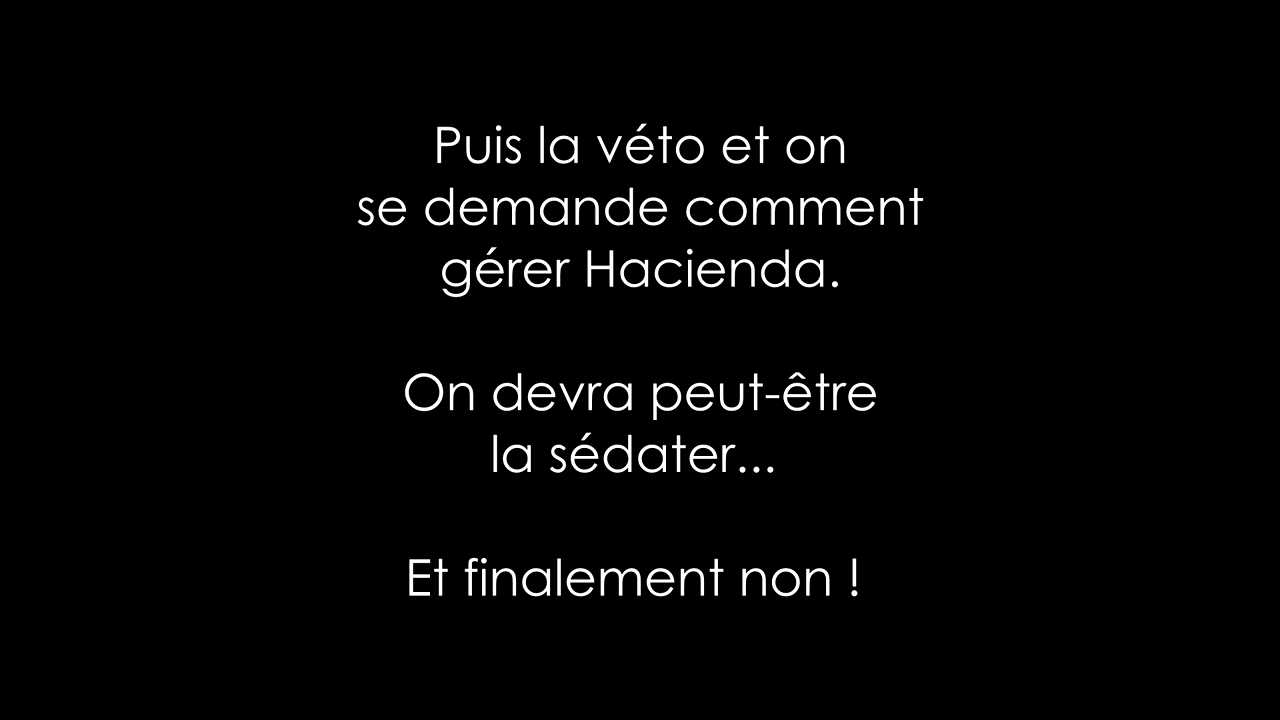 Puis la véto et on
se demande comment
gérer Hacienda.
On devra peut-être
la sédater...
Et finalement non !